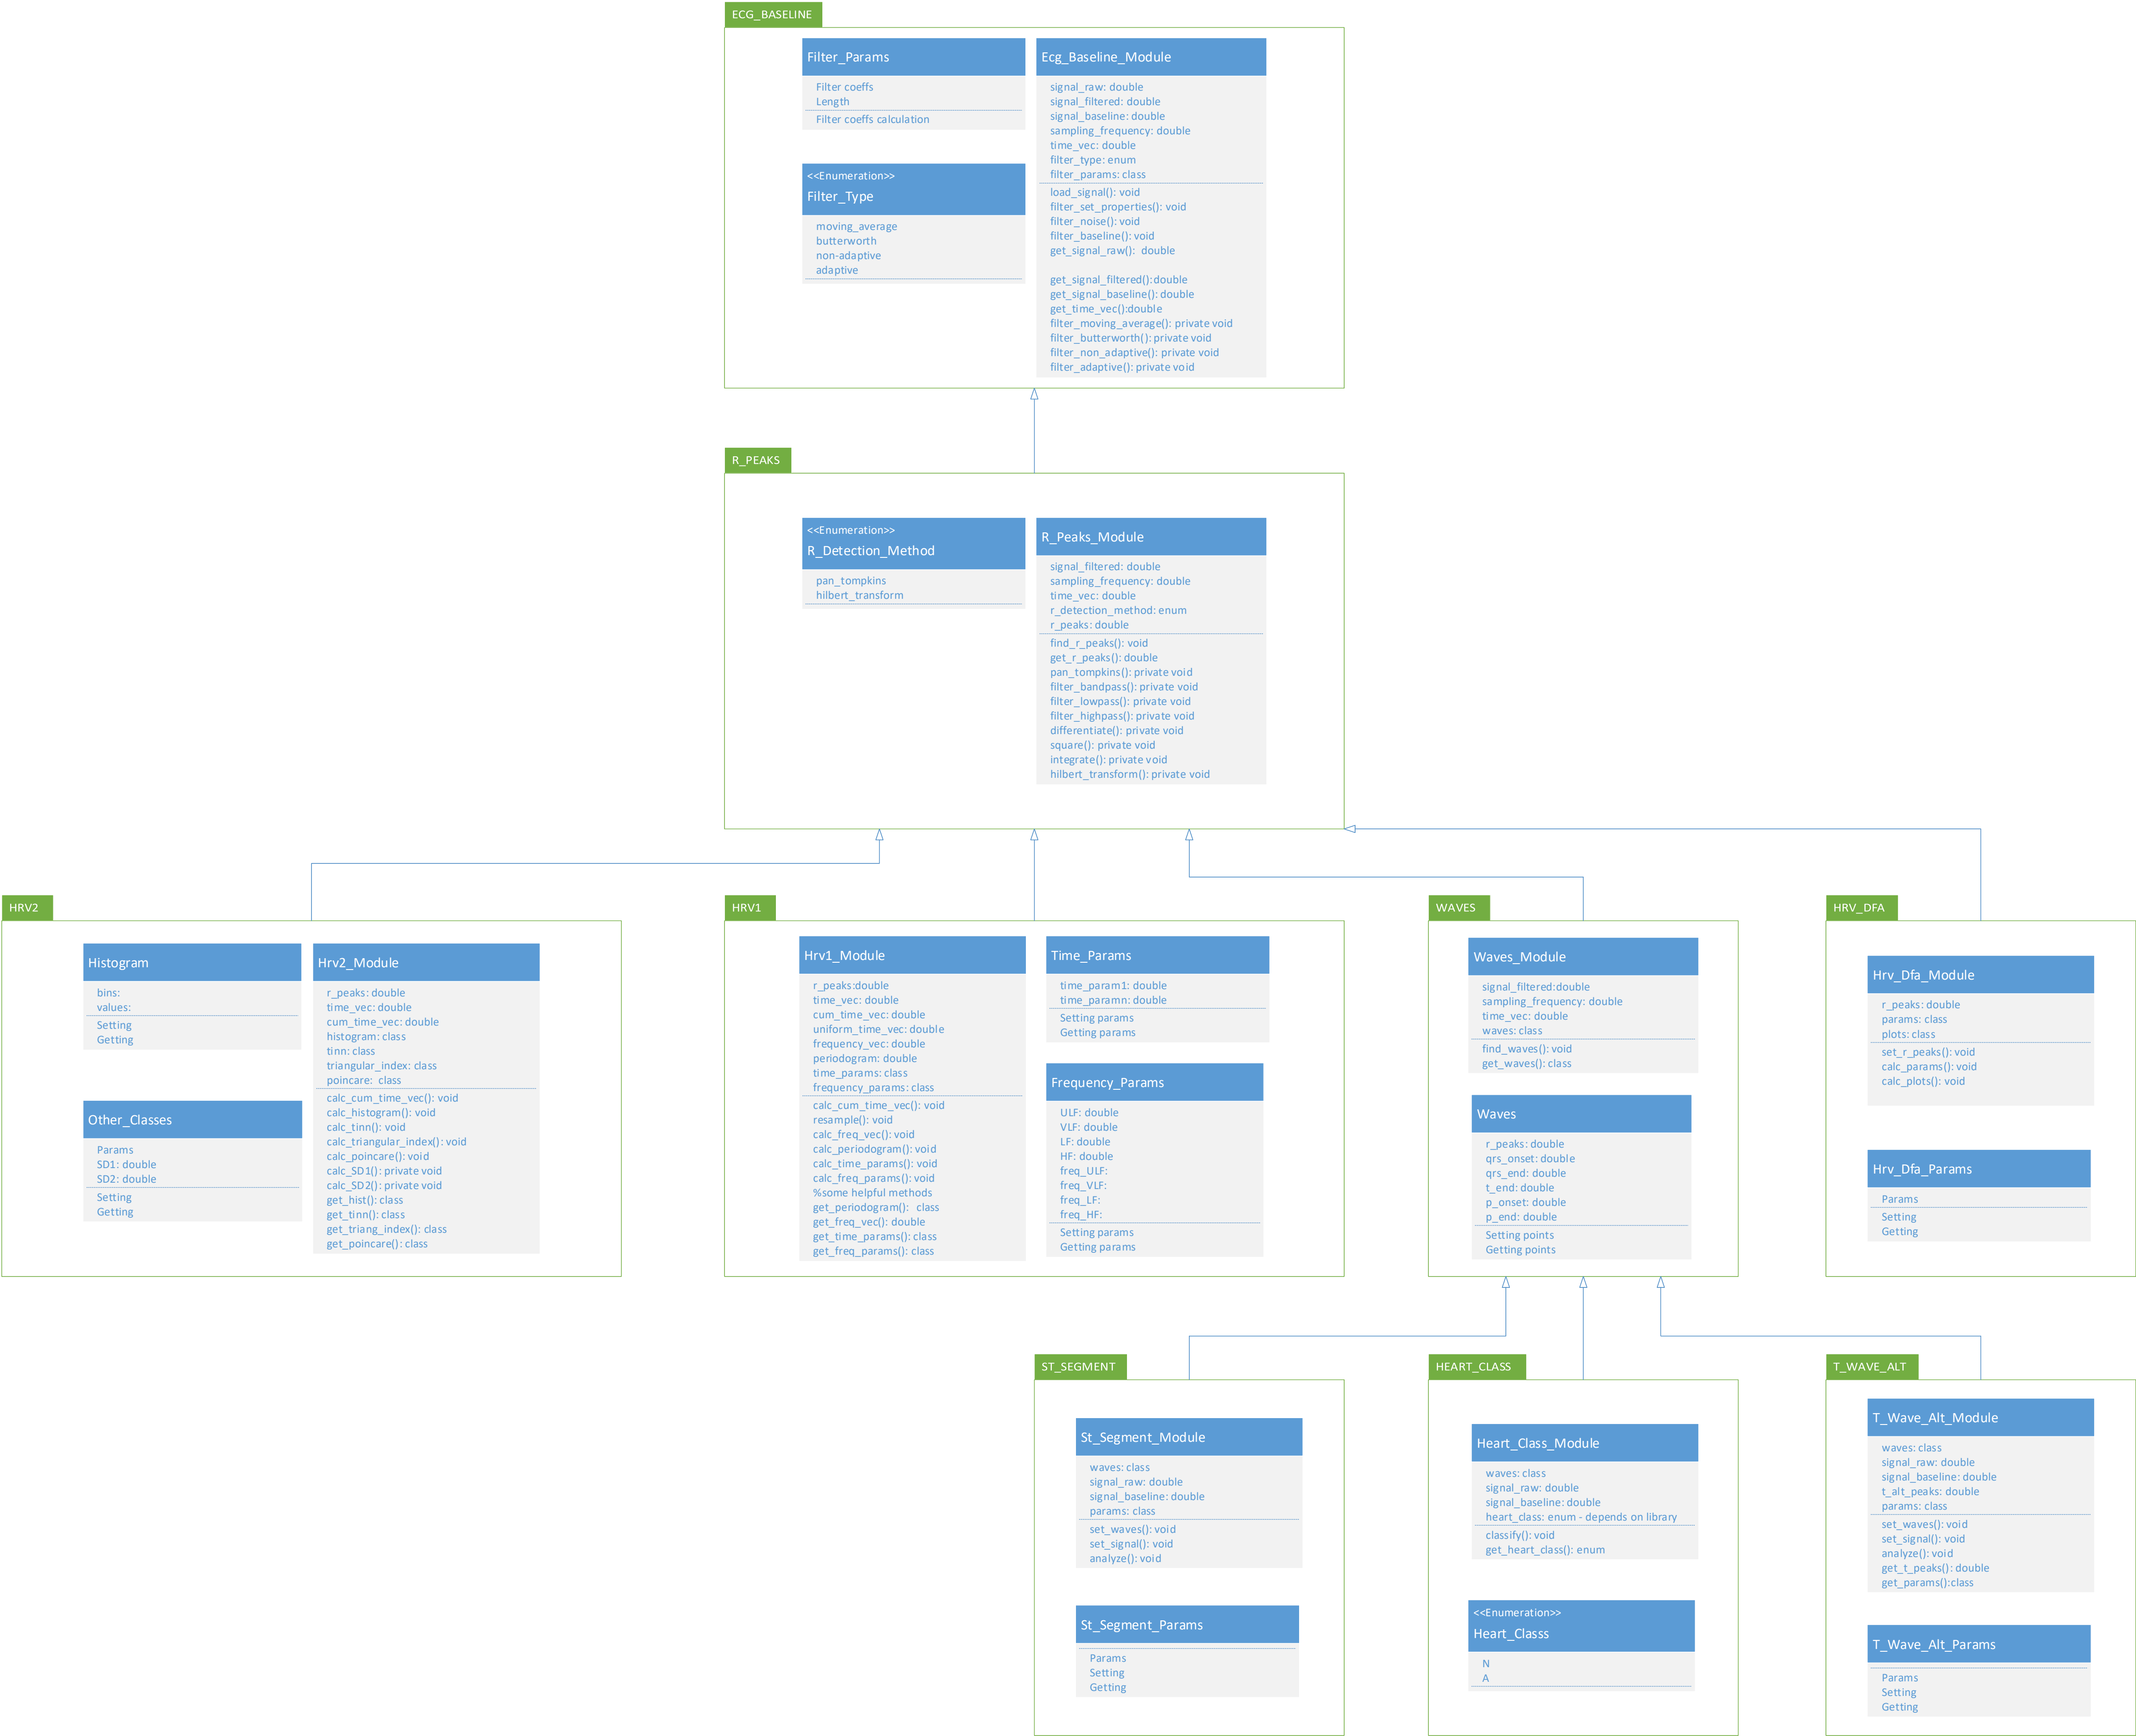 ECG_BASELINE
Filter_Params
Filter coeffs
Length
Filter coeffs calculation
<<Enumeration>>
Filter_Type
moving_average
butterworth
non-adaptive
adaptive
Ecg_Baseline_Module
signal_raw: double
signal_filtered: double
signal_baseline: double
sampling_frequency: double
time_vec: double
filter_type: enum
filter_params: class
load_signal(): void
filter_set_properties(): void
filter_noise(): void
filter_baseline(): void
get_signal_raw():  double
get_signal_filtered():double
get_signal_baseline(): double
get_time_vec():double
filter_moving_average(): private void
filter_butterworth(): private void
filter_non_adaptive(): private void
filter_adaptive(): private void
R_PEAKS
<<Enumeration>>
R_Detection_Method
pan_tompkins
hilbert_transform
R_Peaks_Module
signal_filtered: double
sampling_frequency: double
time_vec: double
r_detection_method: enum
r_peaks: double
find_r_peaks(): void
get_r_peaks(): double
pan_tompkins(): private void
filter_bandpass(): private void
filter_lowpass(): private void
filter_highpass(): private void
differentiate(): private void
square(): private void
integrate(): private void
hilbert_transform(): private void
HRV2
Histogram
bins:
values:
Setting
Getting
Other_Classes
Params
SD1: double
SD2: double
Setting
Getting
Hrv2_Module
r_peaks: double
time_vec: double
cum_time_vec: double
histogram: class
tinn: class
triangular_index: class
poincare:  class
calc_cum_time_vec(): void
calc_histogram(): void
calc_tinn(): void
calc_triangular_index(): void
calc_poincare(): void
calc_SD1(): private void
calc_SD2(): private void
get_hist(): class
get_tinn(): class
get_triang_index(): class
get_poincare(): class
HRV1
Hrv1_Module
r_peaks:double
time_vec: double
cum_time_vec: double
uniform_time_vec: double
frequency_vec: double
periodogram: double
time_params: class
frequency_params: class
calc_cum_time_vec(): void
resample(): void
calc_freq_vec(): void
calc_periodogram(): void
calc_time_params(): void
calc_freq_params(): void
%some helpful methods
get_periodogram():  class
get_freq_vec(): double
get_time_params(): class
get_freq_params(): class
Time_Params
time_param1: double
time_paramn: double
Setting params
Getting params
Frequency_Params
ULF: double
VLF: double
LF: double
HF: double
freq_ULF:
freq_VLF:
freq_LF:
freq_HF:
Setting params
Getting params
WAVES
Waves_Module
signal_filtered:double
sampling_frequency: double
time_vec: double
waves: class
find_waves(): void
get_waves(): class
Waves
r_peaks: double
qrs_onset: double
qrs_end: double
t_end: double
p_onset: double
p_end: double
Setting points
Getting points
HRV_DFA
Hrv_Dfa_Module
r_peaks: double
params: class
plots: class
set_r_peaks(): void
calc_params(): void
calc_plots(): void
Hrv_Dfa_Params
Params
Setting
Getting
ST_SEGMENT
St_Segment_Module
waves: class
signal_raw: double
signal_baseline: double
params: class
set_waves(): void
set_signal(): void
analyze(): void
St_Segment_Params
Params
Setting
Getting
HEART_CLASS
Heart_Class_Module
waves: class
signal_raw: double
signal_baseline: double
heart_class: enum - depends on library
classify(): void
get_heart_class(): enum
<<Enumeration>>
Heart_Classs
N
A
T_WAVE_ALT
T_Wave_Alt_Module
waves: class
signal_raw: double
signal_baseline: double
t_alt_peaks: double
params: class
set_waves(): void
set_signal(): void
analyze(): void
get_t_peaks(): double
get_params():class
T_Wave_Alt_Params
Params
Setting
Getting